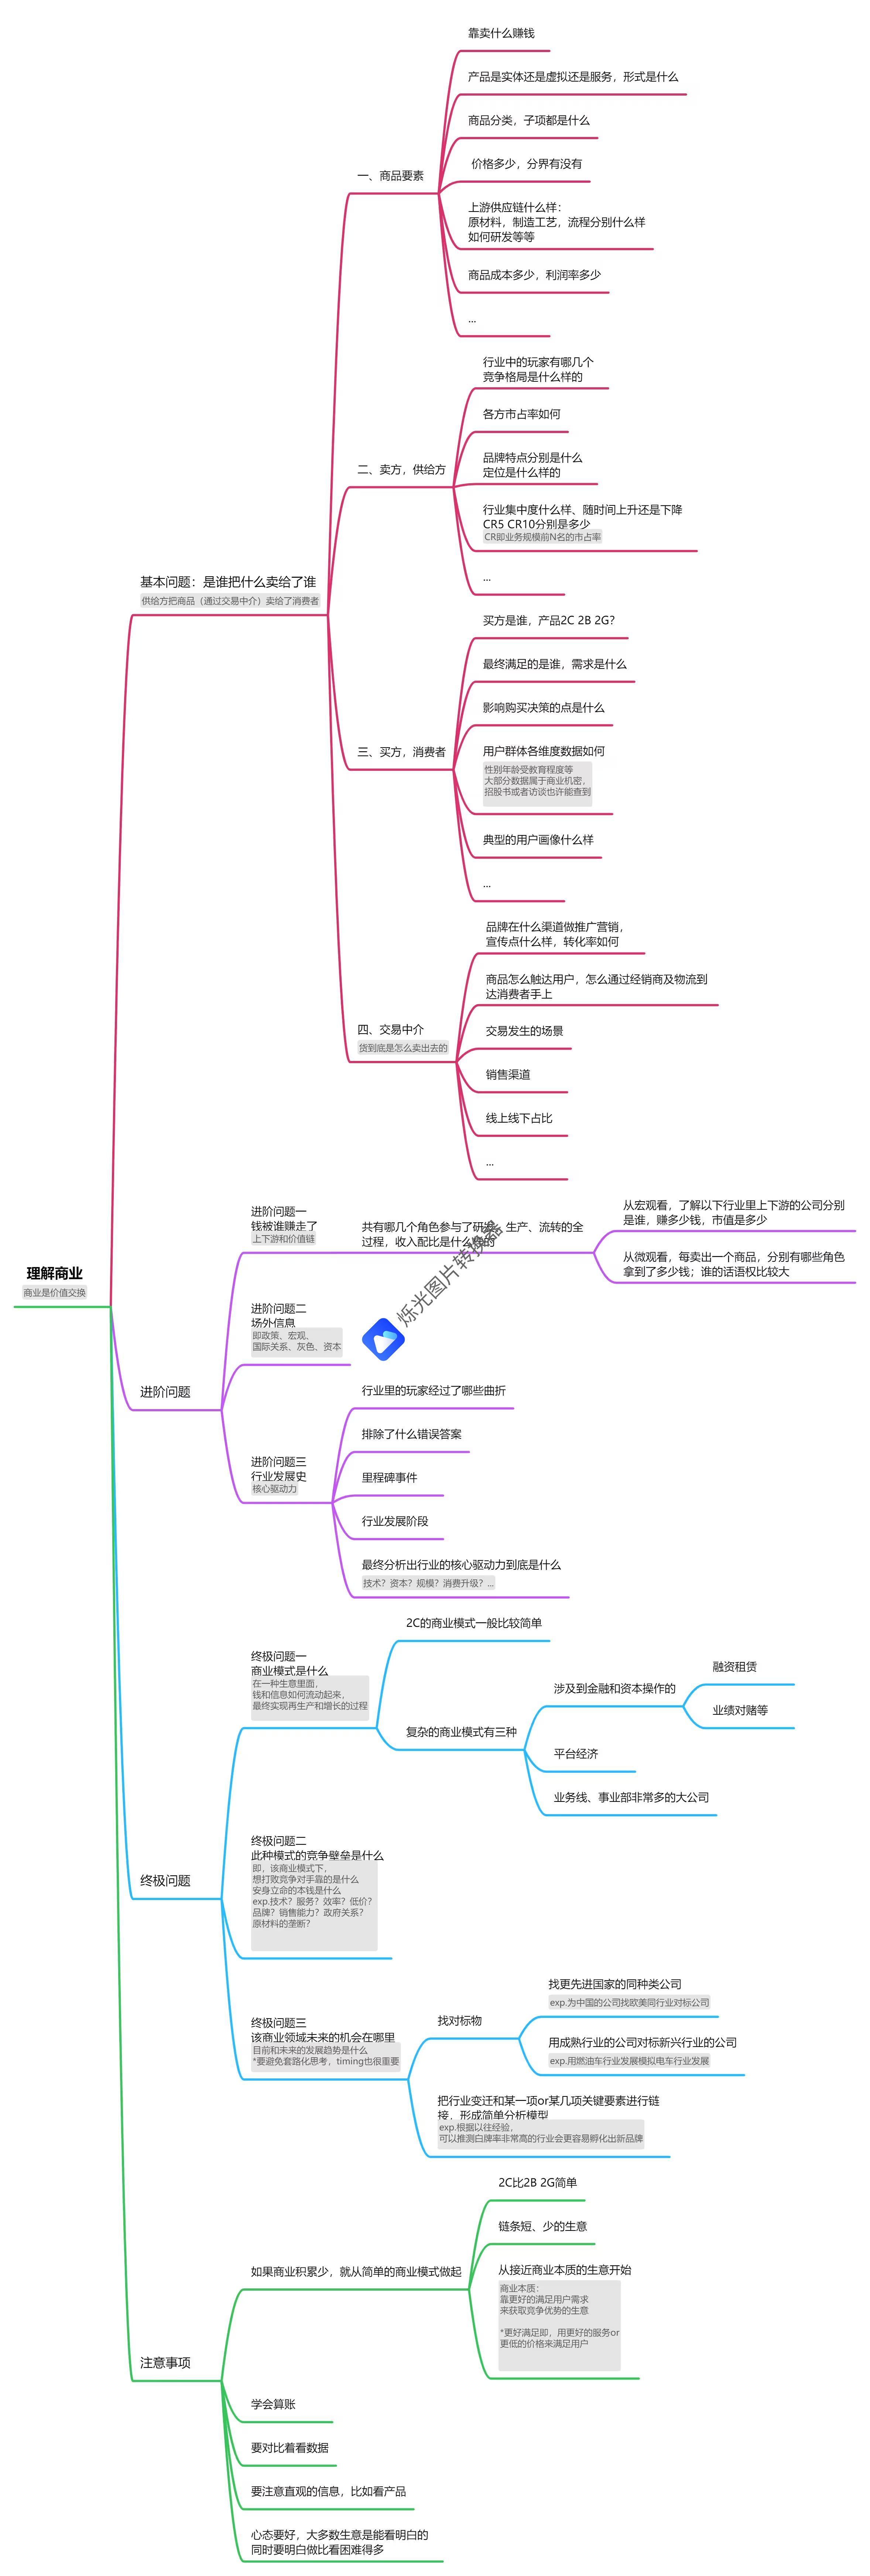 理解商业
商业是价值交换
基本问题：是谁把什么卖给了谁
供给方把商品（通过交易中介）卖给了消费者
一、商品要素
靠卖什么赚钱
产品是实体还是虚拟还是服务，形式是什么
商品分类，子项都是什么
价格多少，分界有没有
上游供应链什么样：
原材料，制造工艺，流程分别什么样
如何研发等等
商品成本多少，利润率多少
...
二、卖方，供给方
行业中的玩家有哪几个
竞争格局是什么样的
各方市占率如何
品牌特点分别是什么
定位是什么样的
行业集中度什么样、随时间上升还是下降
CR5 CR10分别是多少
CR即业务规模前N名的市占率
...
三、买方，消费者
买方是谁，产品2C 2B 2G？
最终满足的是谁，需求是什么
影响购买决策的点是什么
用户群体各维度数据如何
性别年龄受教育程度等
大部分数据属于商业机密，
招股书或者访谈也许能查到
典型的用户画像什么样
...
四、交易中介
货到底是怎么卖出去的
品牌在什么渠道做推广营销，
宣传点什么样，转化率如何
商品怎么触达用户，怎么通过经销商及物流到
达消费者手上
交易发生的场景
销售渠道
线上线下占比
...
进阶问题
进阶问题一
钱被谁赚走了
上下游和价值链
共有哪几个角色参与了研发、生产、流转的全
过程，收入配比是什么样的
从宏观看，了解以下行业里上下游的公司分别
是谁，赚多少钱，市值是多少
从微观看，每卖出一个商品，分别有哪些角色
拿到了多少钱；谁的话语权比较大
进阶问题二
场外信息
即政策、宏观、
国际关系、灰色、资本
烁光图片转换器
进阶问题三
行业发展史
核心驱动力
行业里的玩家经过了哪些曲折
排除了什么错误答案
里程碑事件
行业发展阶段
最终分析出行业的核心驱动力到底是什么
技术？资本？规模？消费升级？...
终极问题
终极问题一
商业模式是什么
在一种生意里面，
钱和信息如何流动起来，
最终实现再生产和增长的过程
2C的商业模式一般比较简单
复杂的商业模式有三种
涉及到金融和资本操作的
融资租赁
业绩对赌等
平台经济
业务线、事业部非常多的大公司
终极问题二
此种模式的竞争壁垒是什么
即，该商业模式下，
想打败竞争对手靠的是什么
安身立命的本钱是什么
exp.技术？服务？效率？低价？
品牌？销售能力？政府关系？
原材料的垄断？
终极问题三
该商业领域未来的机会在哪里
目前和未来的发展趋势是什么
*要避免套路化思考，timing也很重要
找对标物
找更先进国家的同种类公司
exp.为中国的公司找欧美同行业对标公司
用成熟行业的公司对标新兴行业的公司
exp.用燃油车行业发展模拟电车行业发展
把行业变迁和某一项or某几项关键要素进行链
接，形成简单分析模型
exp.根据以往经验，
可以推测白牌率非常高的行业会更容易孵化出新品牌
注意事项
如果商业积累少，就从简单的商业模式做起
2C比2B 2G简单
链条短、少的生意
从接近商业本质的生意开始
商业本质：
靠更好的满足用户需求
来获取竞争优势的生意
*更好满足即，用更好的服务or
更低的价格来满足用户
学会算账
要对比着看数据
要注意直观的信息，比如看产品
心态要好，大多数生意是能看明白的
同时要明白做比看困难得多